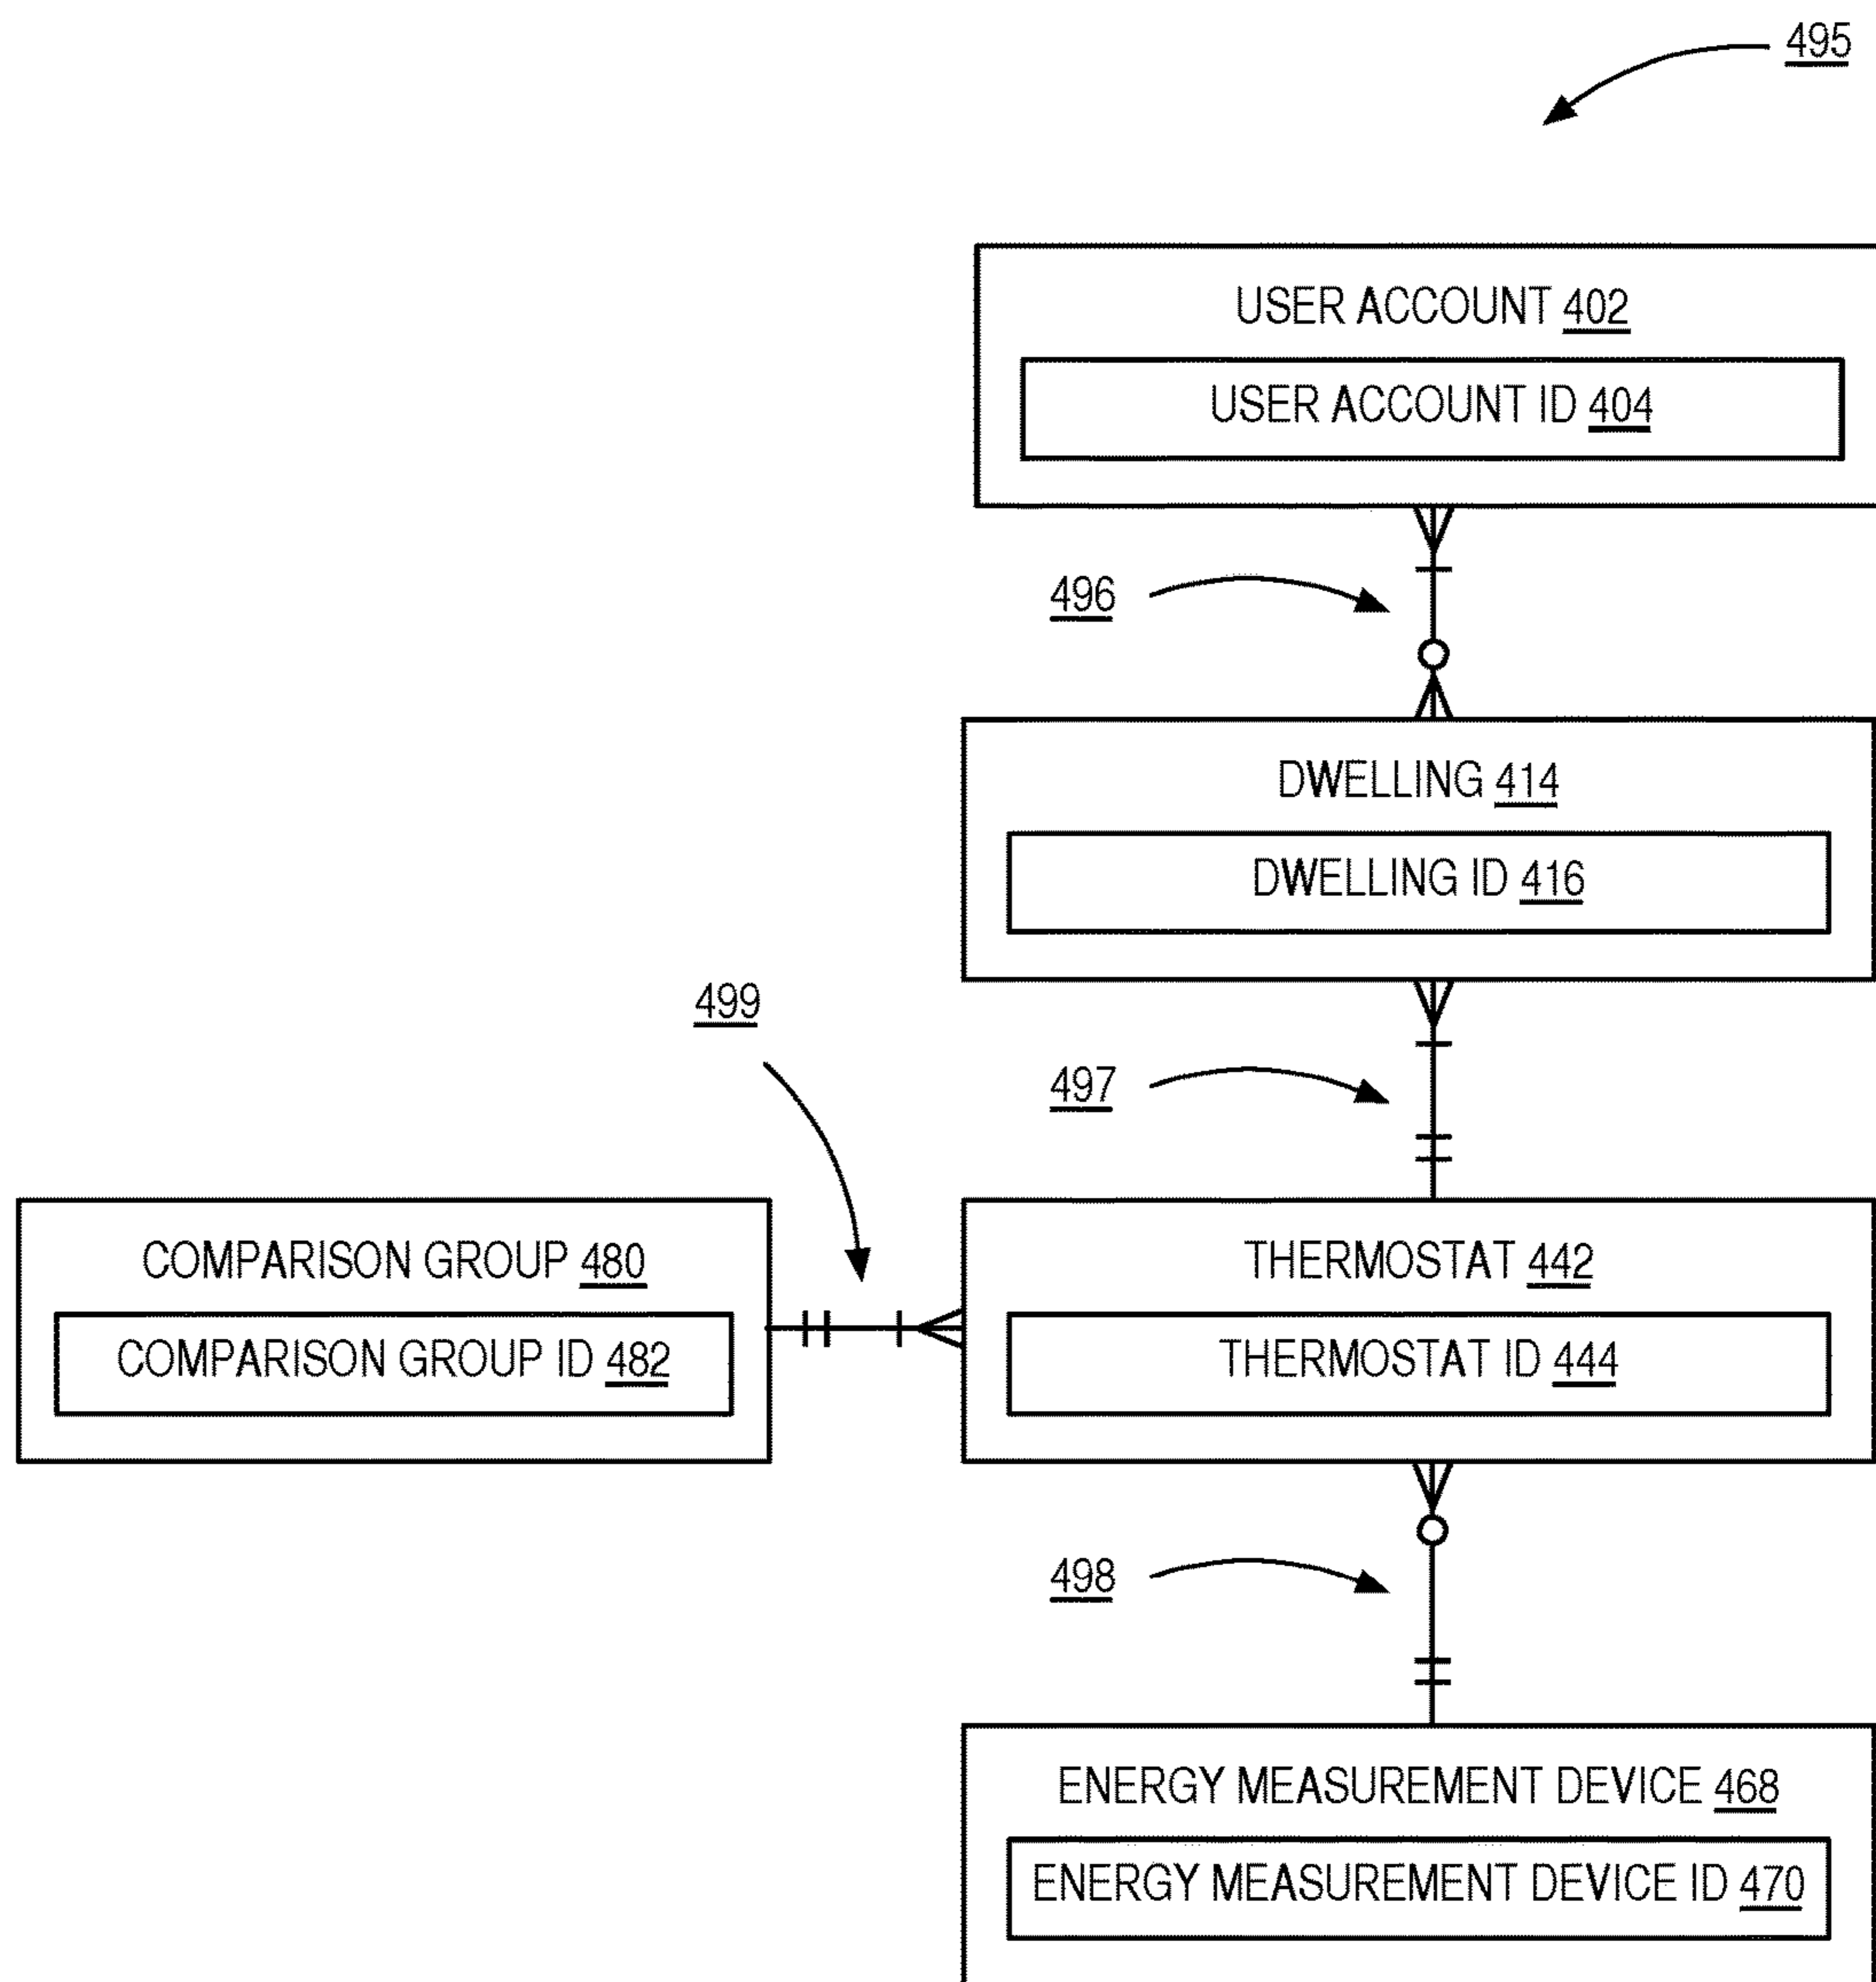 495
USER ACCOUNT 402
USER ACCOUNT ID 404
496
DWELLING 414
DWELLING ID 416
499
497
COMPARISON GROUP 480
COMPARISON GROUP ID 482
THERMOSTAT 442
THERMOSTAT ID 444
498
ENERGY MEASUREMENT DEVICE 468
ENERGY MEASUREMENT DEVICE ID 470